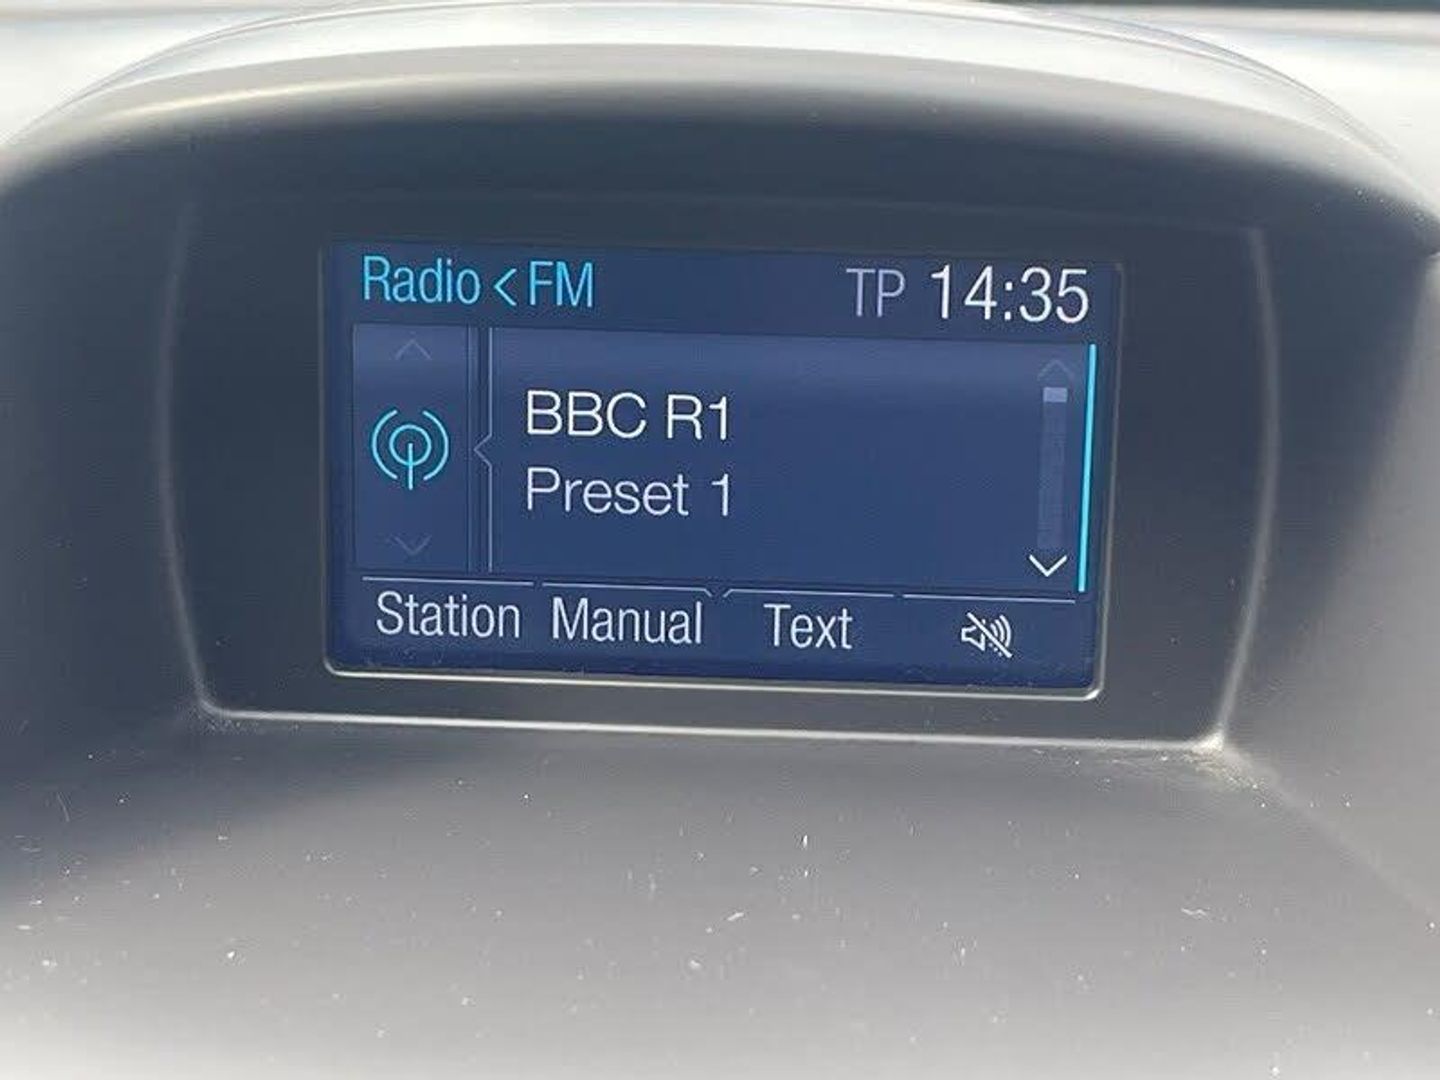 Radio < FM TP 14:35
BBC R1
Preset 1
Station Manual Text